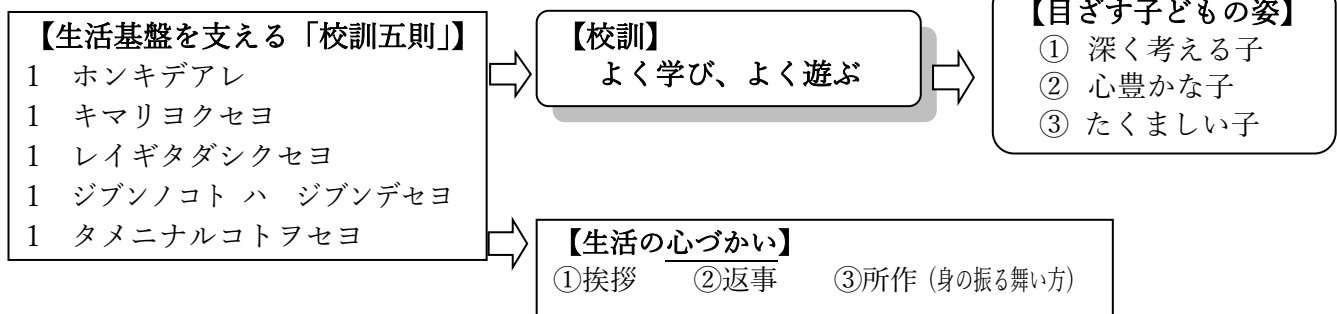 【生活基盤を支える「校訓五則」】
1 ホンキデアレ
1 キマリヨクセヨ
1 レイギタダシクセヨ
1 ジブンノコト ハ ジブンデセヨ
1 タメニナルコトヲセヨ
【校訓】
よく学び、よく遊ぶ
【目ざす子どもの姿】
① 深く考える子
② 心豊かな子
③ たくましい子
【生活の心づかい】
①挨拶 ②返事 ③所作（身の振る舞い方）